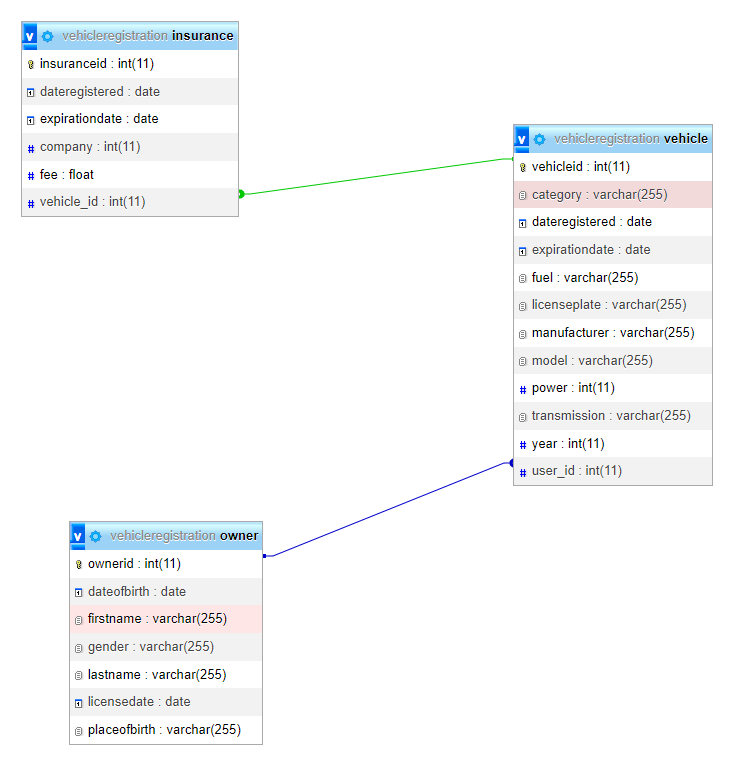 v vehicleregistration insurance
insuranceid : int(11)
dateregistered : date
expirationdate : date
# company : int(11)
# fee : float
# vehicle_id : int(11)
v vehicleregistration vehicle
vehicleid : int(11)
category : varchar(255)
dateregistered : date
expirationdate : date
fuel : varchar(255)
licenseplate : varchar(255)
manufacturer : varchar(255)
model : varchar(255)
# power : int(11)
transmission : varchar(255)
# year : int(11)
# user_id : int(11)
v vehicleregistration owner
ownerid : int(11)
dateofbirth : date
firstname : varchar(255)
gender : varchar(255)
lastname : varchar(255)
licensedate : date
placeofbirth : varchar(255)